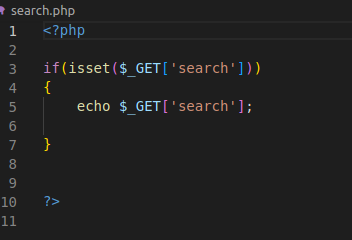 search.php
1 <?php
2
3 if(isset($_GET['search']))
4 {
5     echo $_GET['search'];
6
7 }
8
9
10 ?>
11